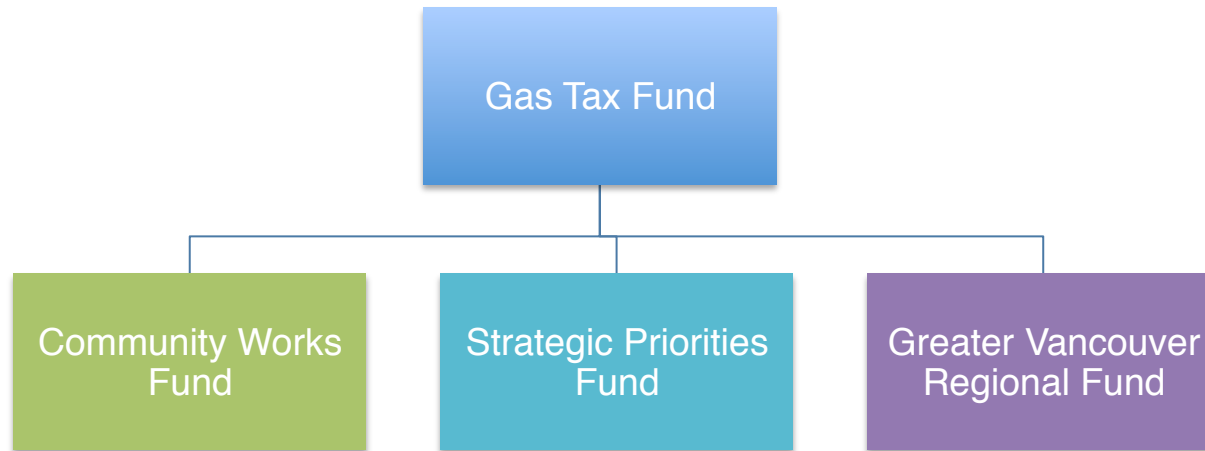 Gas Tax Fund
Community Works
Fund
Strategic Priorities
Fund
Greater Vancouver
Regional Fund